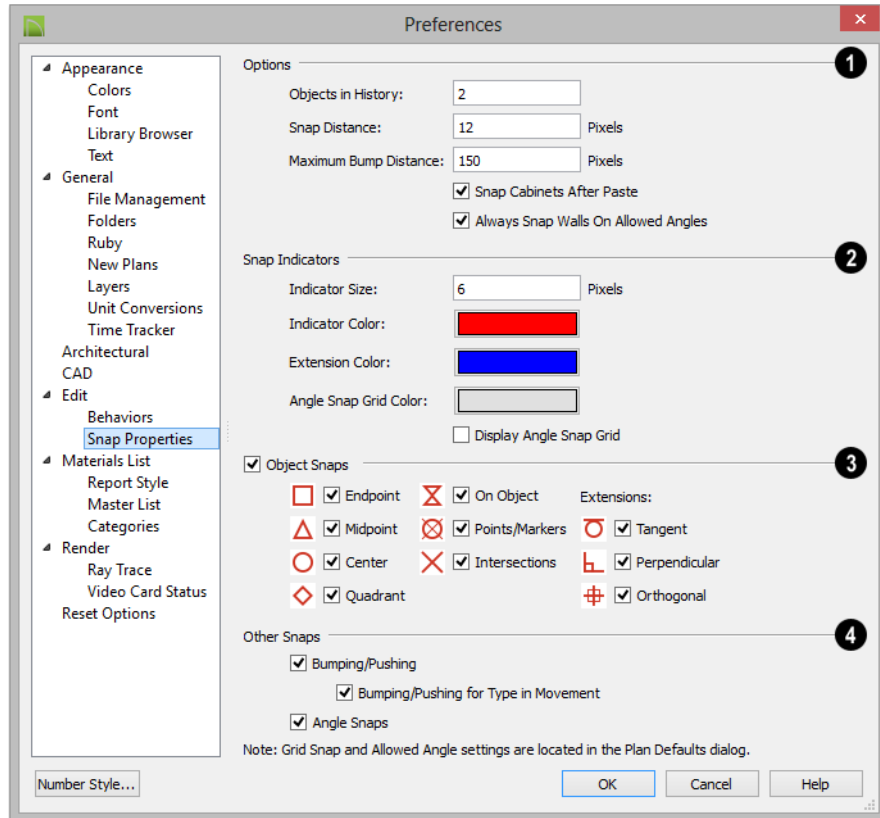 Preferences
Appearance
Colors
Font
Library Browser
Text
General
File Management
Folders
Ruby
New Plans
Layers
Unit Conversions
Time Tracker
Architectural
CAD
Edit
Behaviors
Snap Properties
Materials List
Report Style
Master List
Categories
Render
Ray Trace
Video Card Status
Reset Options
Options 1
Objects in History: 2
Snap Distance: 12 Pixels
Maximum Bump Distance: 150 Pixels
Snap Cabinets After Paste
Always Snap Walls On Allowed Angles
Snap Indicators 2
Indicator Size: 6 Pixels
Indicator Color:
Extension Color:
Angle Snap Grid Color:
Display Angle Snap Grid
Object Snaps 3
Endpoint On Object Extensions:
Midpoint Points/Markers Tangent
Center Intersections Perpendicular
Quadrant Orthogonal
Other Snaps 4
Bumping/Pushing
Bumping/Pushing for Type in Movement
Angle Snaps
Note: Grid Snap and Allowed Angle settings are located in the Plan Defaults dialog.
Number Style... OK Cancel Help